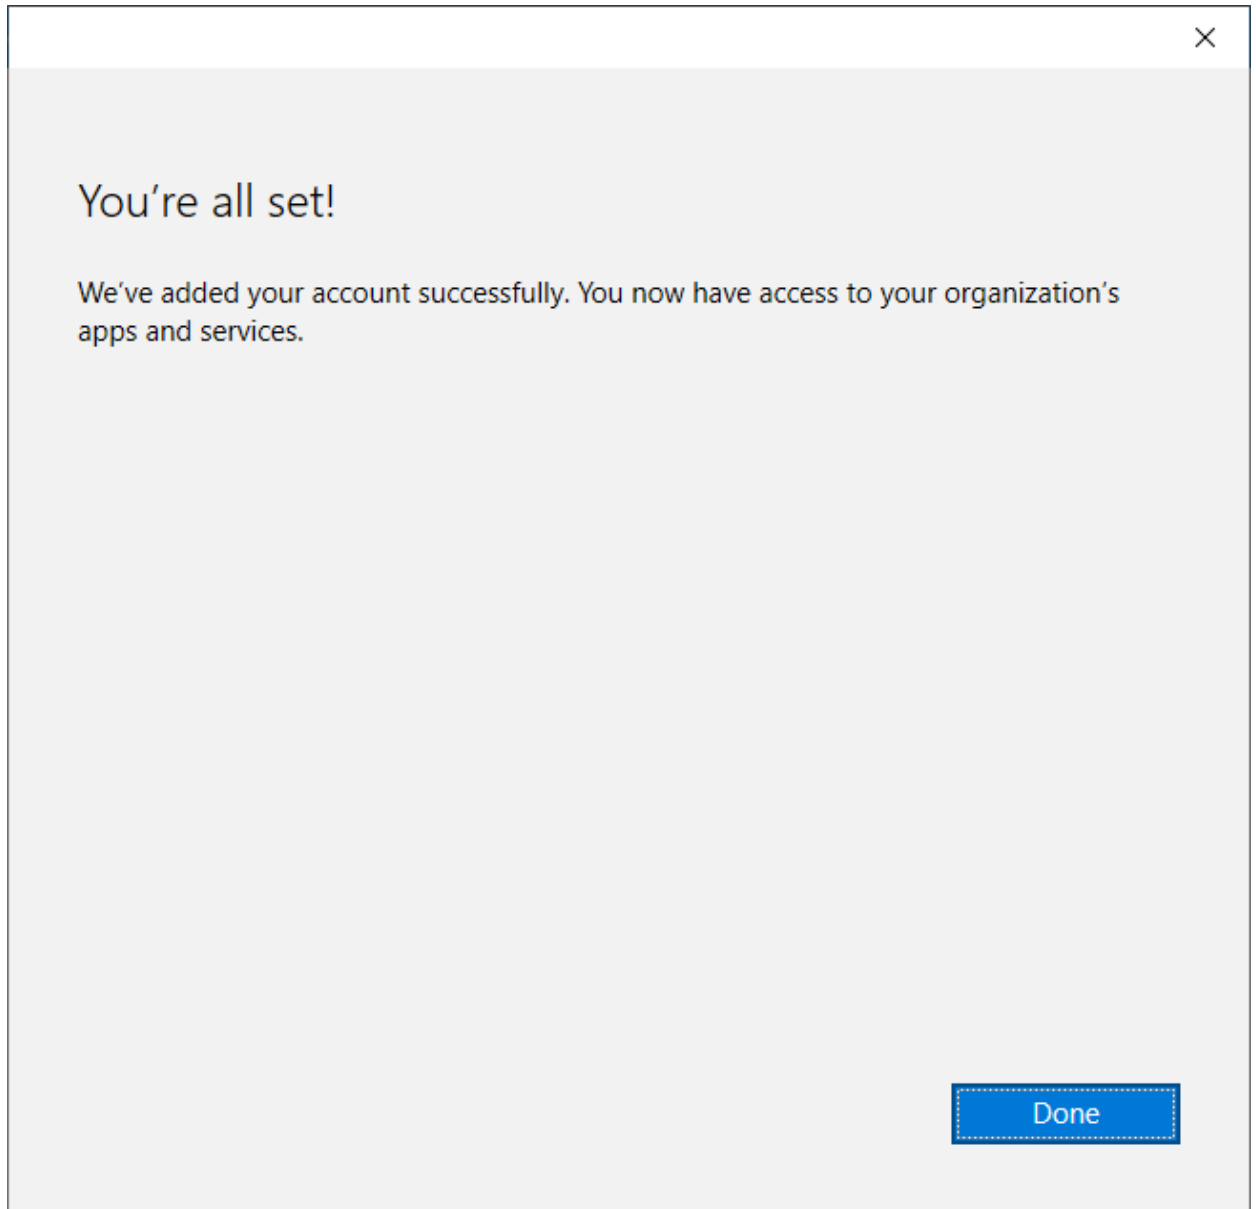 You’re all set!
We’ve added your account successfully. You now have access to your organization’s
apps and services.
Done